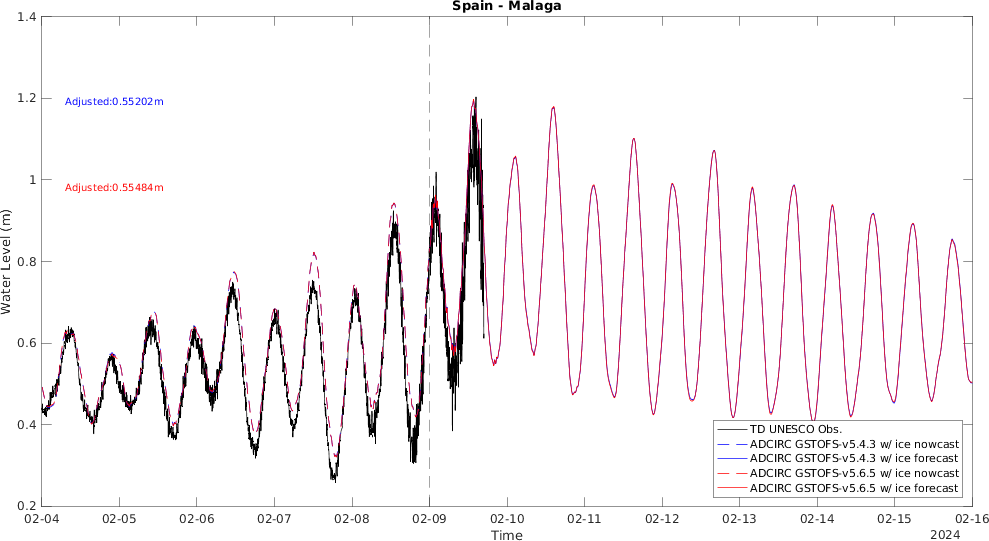 Spain - Malaga
1.4
1.2
1
0.8
0.6
0.4
0.2
Water Level (m)
Adjusted:0.55202m
Adjusted:0.55484m
TD UNESCO Obs.
ADCIRC GSTOFS-v5.4.3 w/ ice nowcast
ADCIRC GSTOFS-v5.4.3 w/ ice forecast
ADCIRC GSTOFS-v5.6.5 w/ ice nowcast
ADCIRC GSTOFS-v5.6.5 w/ ice forecast
02-04 02-05 02-06 02-07 02-08 02-09 02-10 02-11 02-12 02-13 02-14 02-15 02-16
Time
2024